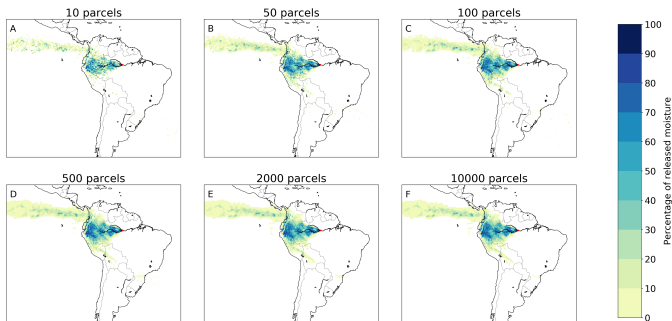 10 parcels
50 parcels
100 parcels
A
B
C
500 parcels
2000 parcels
10000 parcels
D
E
F
100
90
80
70
60
50
40
30
20
10
0
Percentage of released moisture